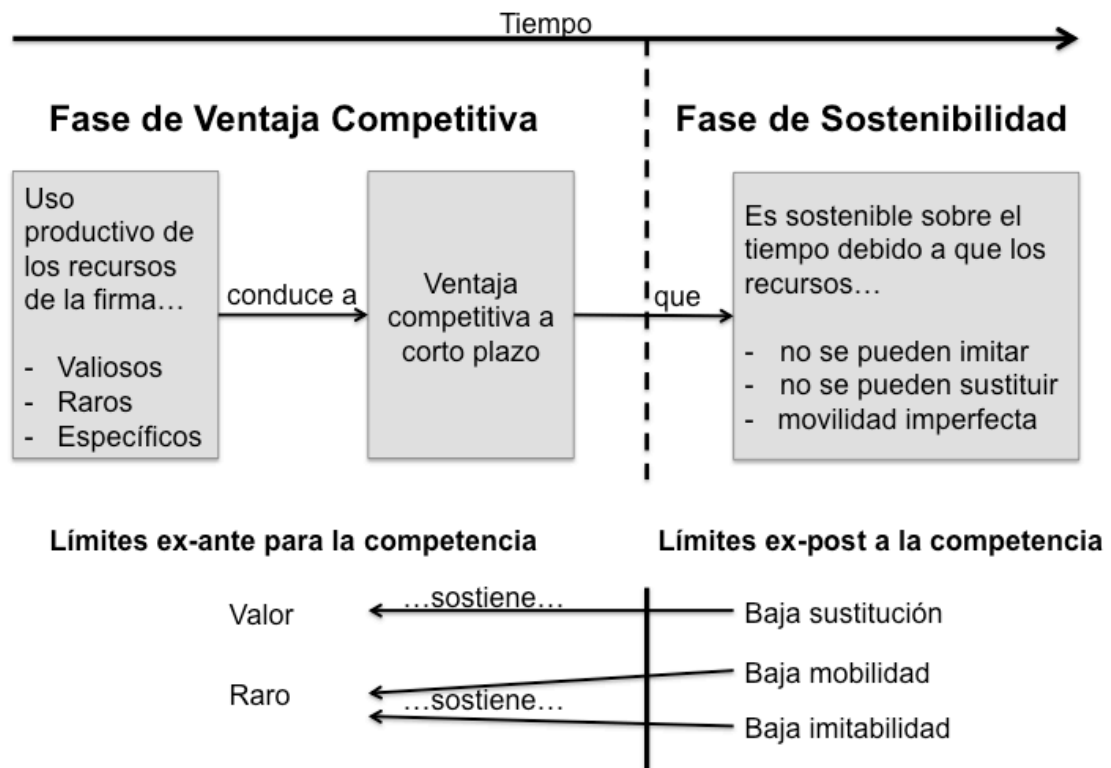 Tiempo
Fase de Ventaja Competitiva
Fase de Sostenibilidad
Uso
productivo de
los recursos
de la firma…
- Valiosos
- Raros
- Específicos
conduce a
Ventaja
competitiva a
corto plazo
que
Es sostenible sobre el
tiempo debido a que los
recursos…
- no se pueden imitar
- no se pueden sustituir
- movilidad imperfecta
Límites ex-ante para la competencia
Límites ex-post a la competencia
Valor
…sostiene…
Baja sustitución
Raro
…sostiene…
Baja mobilidad
Baja imitabilidad